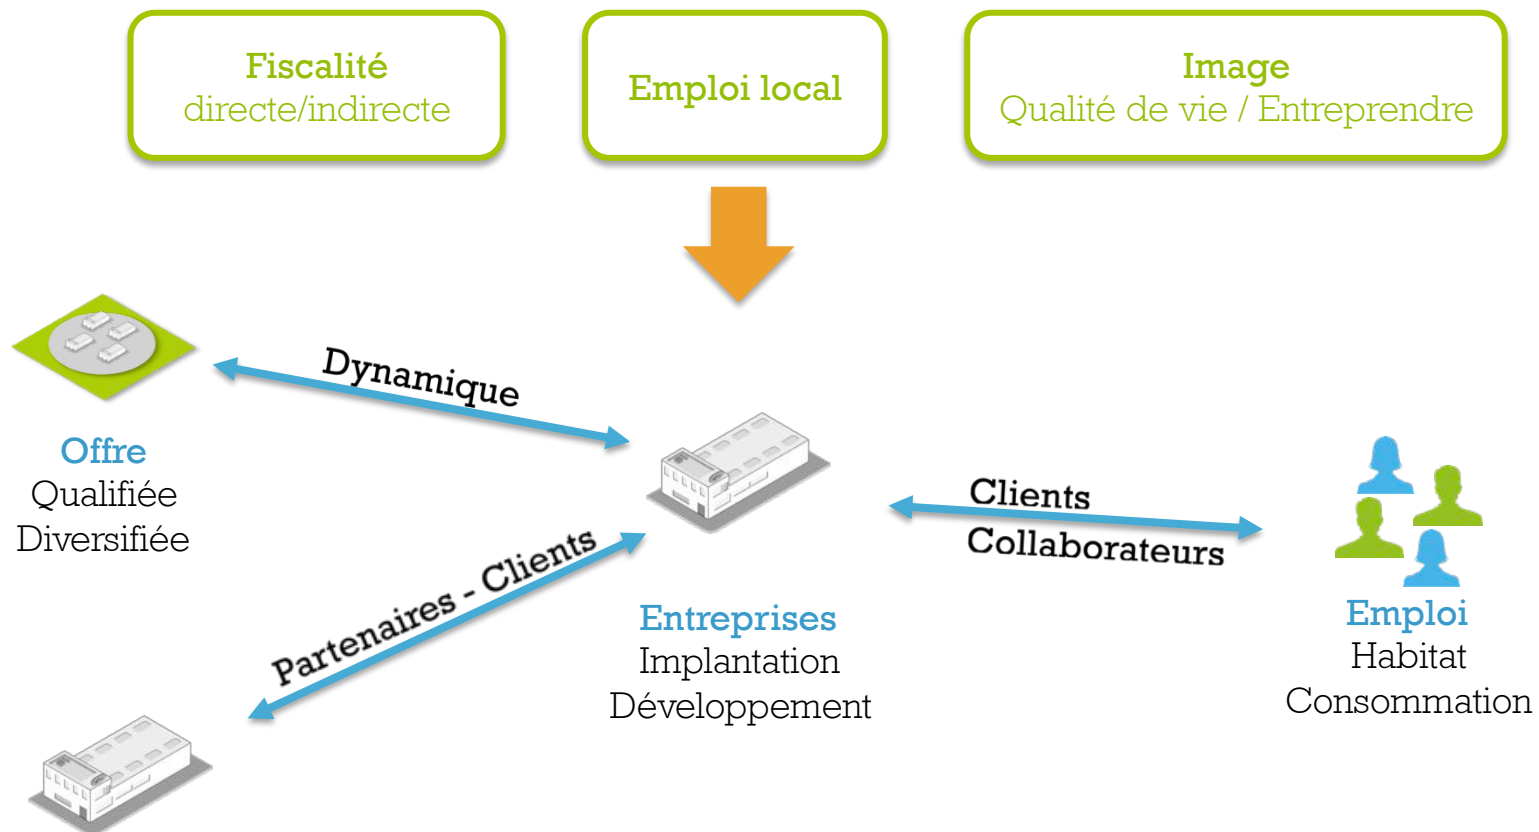 Fiscalité
directe/indirecte
Emploi local
Image
Qualité de vie / Entreprendre
Dynamique
Offre
Qualifiée
Diversifiée
Clients
Collaborateurs
Partenaires - Clients
Entreprises
Implantation
Développement
Emploi
Habitat
Consommation